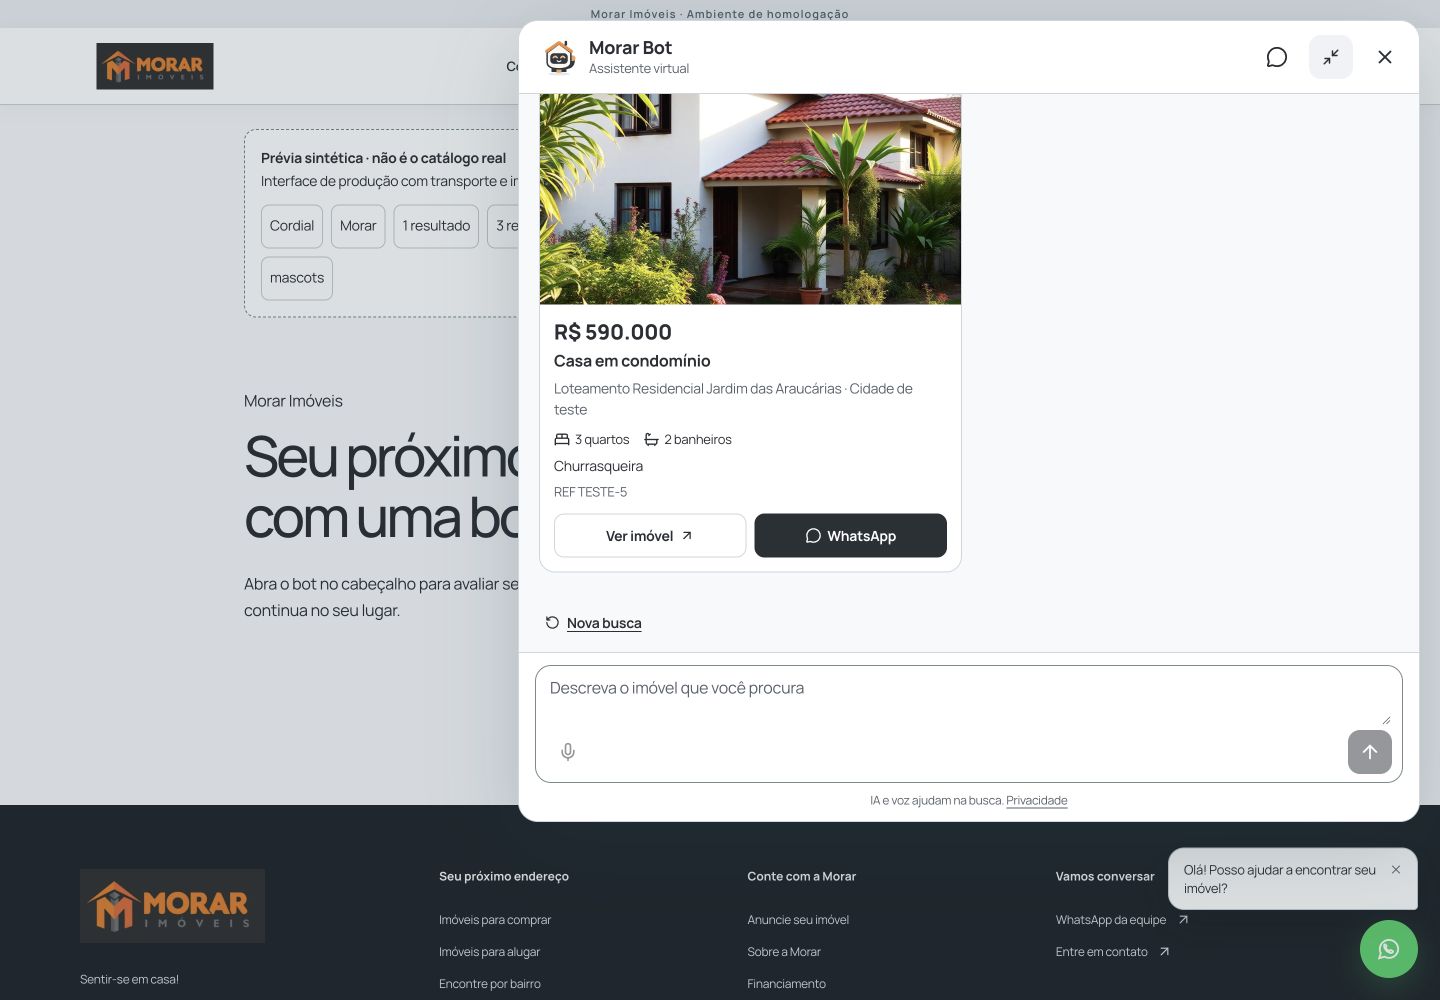 Morar Imóveis · Ambiente de homologação
MORAR
IMÓVEIS
Morar Bot
Assistente virtual
Prévia sintética · não é o catálogo real
Interface de produção com transporte e
Cordial
Morar
1 resultado
mascots
Morar Imóveis
Seu próximo
com uma
Abra o bot no cabeçalho para avaliar
continua no seu lugar.
R$ 590.000
Casa em condomínio
Loteamento Residencial Jardim das Araucárias · Cidade de
teste
3 quartos 2 banheiros
Churrasqueira
REF TESTE-5
Ver imóvel
WhatsApp
Nova busca
Descreva o imóvel que você procura
IA e voz ajudam na busca. Privacidade
Olá! Posso ajudar a encontrar seu
imóvel?
MORAR
IMÓVEIS
Sentir-se em casa!
Seu próximo endereço
Imóveis para comprar
Imóveis para alugar
Encontre por bairro
Conte com a Morar
Anuncie seu imóvel
Sobre a Morar
Financiamento
Vamos conversar
WhatsApp da equipe
Entre em contato